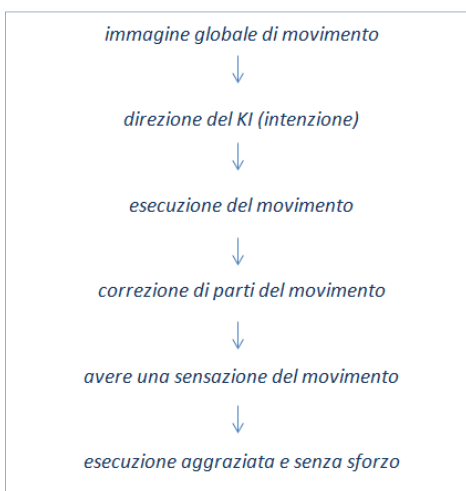 immagine globale di movimento
direzione del KI (intenzione)
esecuzione del movimento
correzione di parti del movimento
avere una sensazione del movimento
esecuzione aggraziata e senza sforzo